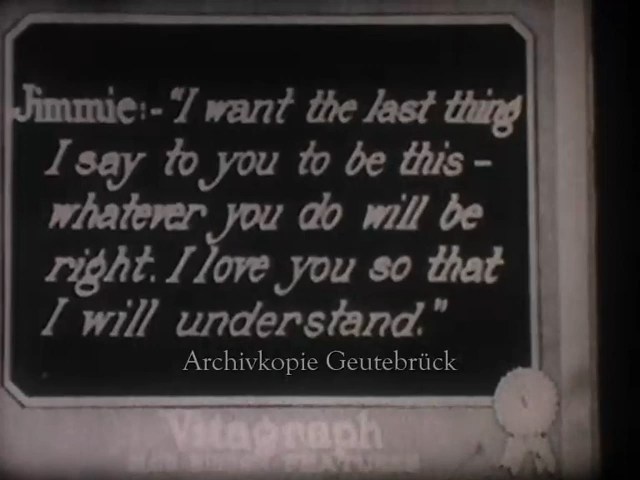 Jimmie:- "I want the last thing
I say to you to be this -
whatever you do will be
right. I love you so that
I will understand."
Archivkopie Geutebrück
Vitagraph
FEATURES